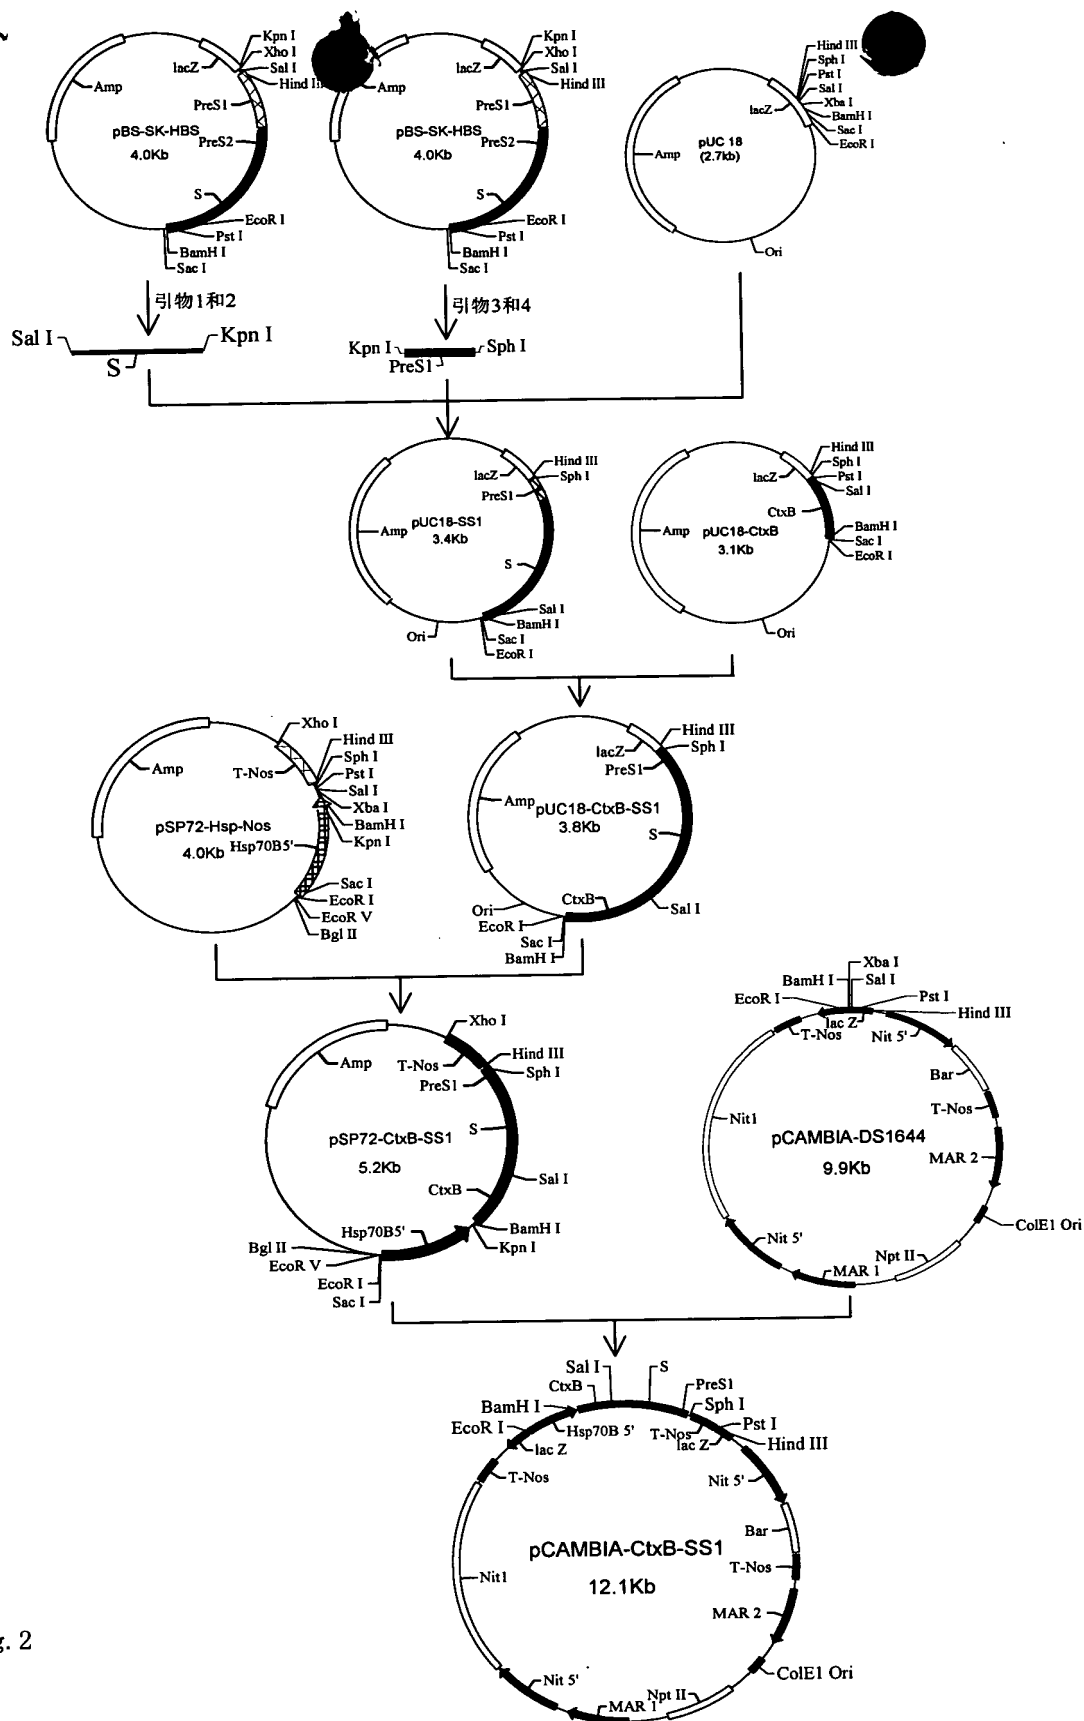 Kpn I
Xho I
Sal I
Hind II
lacZ
Amp
PreS1
PreS2
pBS-SK-HBS
4.0Kb
S
EcoR I
Pst I
BamH I
Sac I
Kpn I
Xho I
Sal I
Hind III
lacZ
Amp
PreS1
PreS2
pBS-SK-HBS
4.0Kb
S
EcoR I
Pst I
BamH I
Sac I
Hind III
Sph I
Pst I
Sal I
Xba I
BamH I
Sac I
EcoR I
lacZ
Amp
pUC 18
(2.7kb)
Ori
引物1和2
引物3和4
Sal I
Kpn I
S
Kpn I
Sph I
PreS1
Hind III
Sph I
lacZ
PreS1
Amp
pUC18-SS1
3.4Kb
S
Sal I
BamH I
Sac I
EcoR I
Ori
Hind III
Sph I
Pst I
Sal I
lacZ
CtxB
Amp
pUC18-CtxB
3.1Kb
BamH I
Sac I
EcoR I
Ori
Xho I
Hind III
Sph I
Pst I
Sal I
Xba I
BamH I
Kpn I
T-Nos
Amp
pSP72-Hsp-Nos
4.0Kb
Hsp70B5'
Sac I
EcoR I
EcoR V
Bgl II
Hind III
Sph I
lacZ
PreS1
Amp
pUC18-CtxB-SS1
3.8Kb
S
CtxB
Sal I
Ori
EcoR I
Sac I
BamH I
Xho I
Hind III
Sph I
T-Nos
PreS1
Amp
pSP72-CtxB-SS1
5.2Kb
S
Sal I
CtxB
Hsp70B5'
BamH I
Kpn I
Bgl II
EcoR V
EcoR I
Sac I
Xba I
BamH I
Sal I
EcoR I
Pst I
Hind III
lac Z
T-Nos
Nit 5'
Bar
T-Nos
Nit1
pCAMBIA-DS1644
9.9Kb
MAR 2
ColE1 Ori
Nit 5'
Npt II
MAR 1
Sal I
S
CtxB
PreS1
BamH I
Sph I
EcoR I
Hsp70B 5'
T-Nos
Pst I
lac Z
lac Z
Hind III
T-Nos
Nit 5'
Bar
pCAMBIA-CtxB-SS1
12.1Kb
T-Nos
Nit1
MAR 2
ColE1 Ori
Nit 5'
Npt II
MAR 1
g. 2